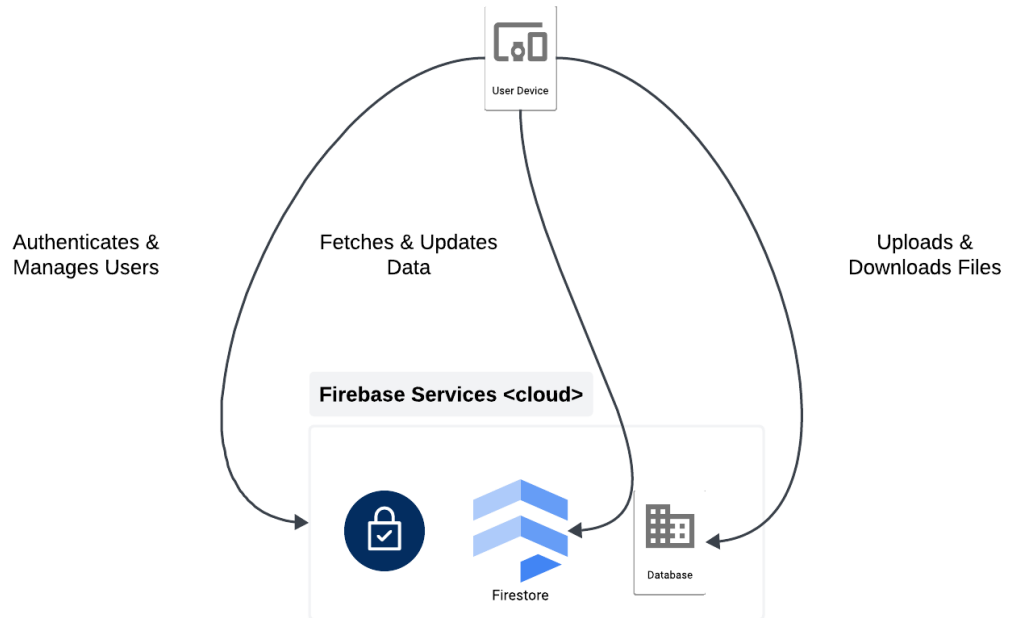 User Device
Authenticates &
Manages Users
Fetches & Updates
Data
Uploads &
Downloads Files
Firebase Services <cloud>
Firestore
Database